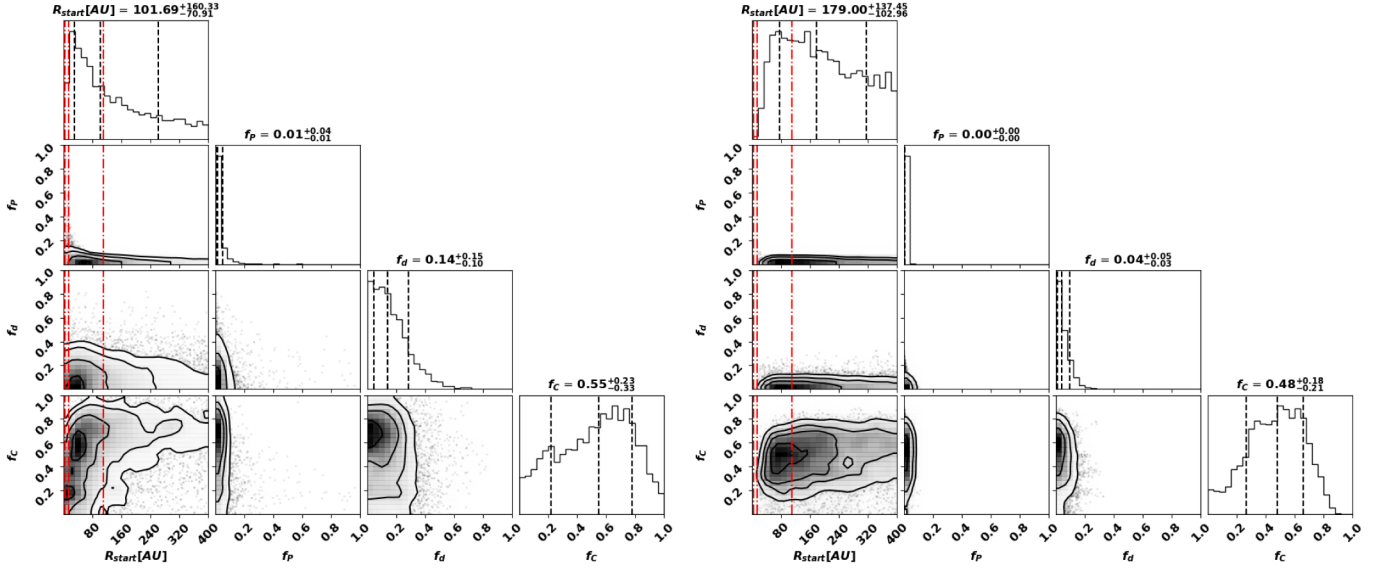 R_start[AU] = 101.69 +160.33 −70.91
f_P = 0.01 +0.04 −0.01
f_d = 0.14 +0.15 −0.10
f_C = 0.55 +0.23 −0.33
f_P
1.0
0.8
0.6
0.4
0.2
f_d
1.0
0.8
0.6
0.4
0.2
f_C
1.0
0.8
0.6
0.4
0.2
80 160 240 320 400
0.2 0.4 0.6 0.8 1.0
0.2 0.4 0.6 0.8 1.0
0.2 0.4 0.6 0.8 1.0
R_start[AU] f_P f_d f_C
R_start[AU] = 179.00 +137.45 −102.96
f_P = 0.00 +0.00 −0.00
f_d = 0.04 +0.05 −0.03
f_C = 0.48 +0.18 −0.21
f_P
1.0
0.8
0.6
0.4
0.2
f_d
1.0
0.8
0.6
0.4
0.2
f_C
1.0
0.8
0.6
0.4
0.2
80 160 240 320 400
0.2 0.4 0.6 0.8 1.0
0.2 0.4 0.6 0.8 1.0
0.2 0.4 0.6 0.8 1.0
R_start[AU] f_P f_d f_C